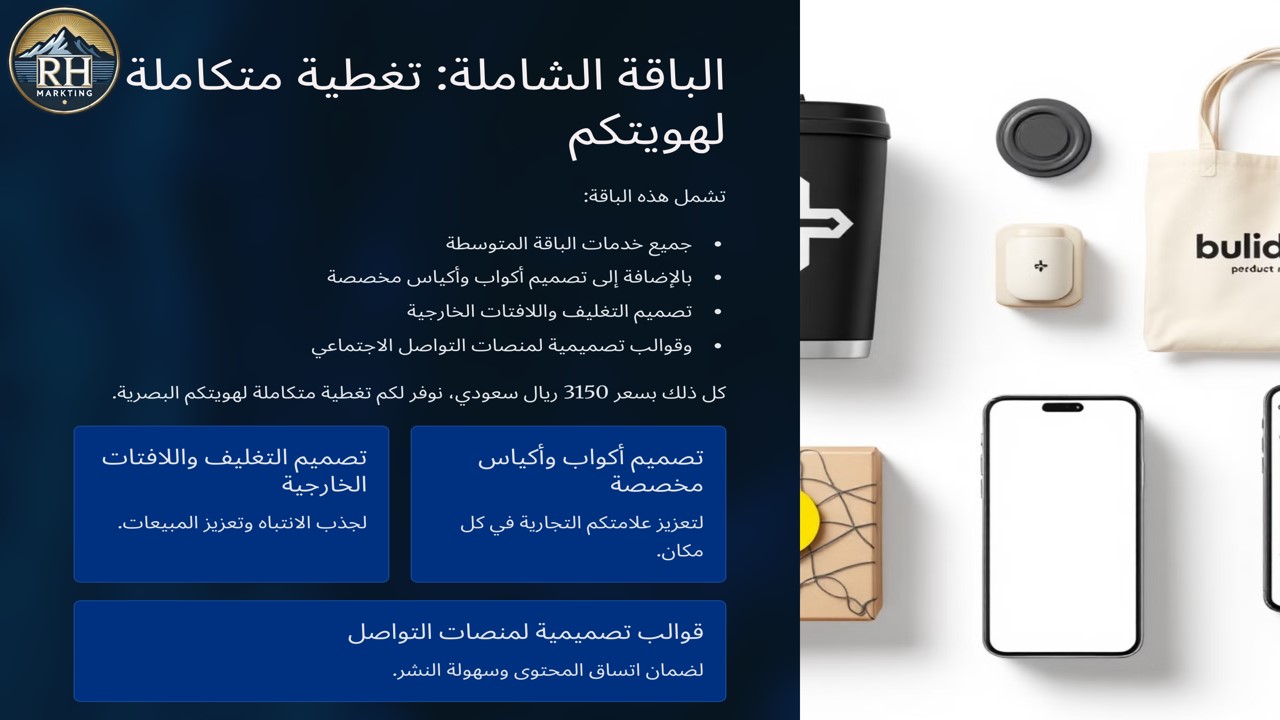 RH
MARKTING
الباقة الشاملة: تغطية متكاملة
لهويتكم
تشمل هذه الباقة:
• جميع خدمات الباقة المتوسطة
• بالإضافة إلى تصميم أكواب وأكياس مخصصة
• تصميم التغليف واللافتات الخارجية
• وقوالب تصميمية لمنصات التواصل الاجتماعي
كل ذلك بسعر 3150 ريال سعودي، نوفر لكم تغطية متكاملة لهويتكم البصرية.
تصميم أكواب وأكياس
مخصصة
لتعزيز علامتكم التجارية في كل
مكان.
تصميم التغليف واللافتات
الخارجية
لجذب الانتباه وتعزيز المبيعات.
قوالب تصميمية لمنصات التواصل
لضمان اتساق المحتوى وسهولة النشر.
bulid
perduct